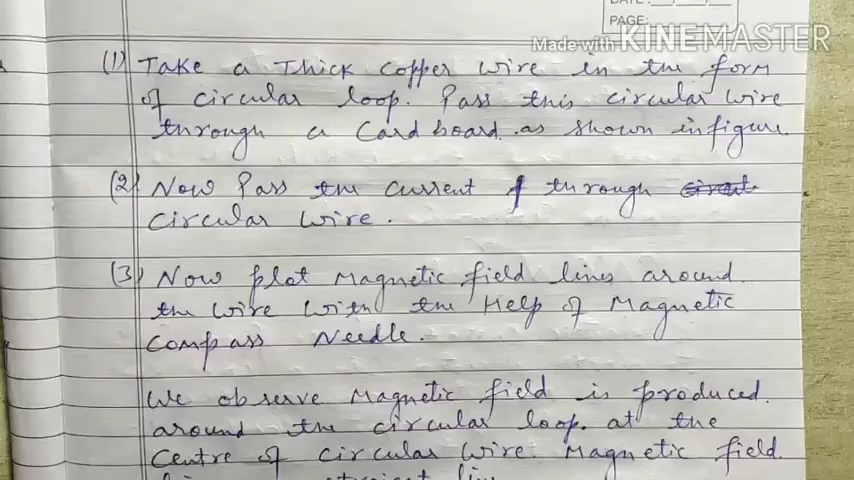 DATE:
PAGE:
Made with KINEMASTER
(1) Take a Thick Copper wire in the form
of circular loop. Pass this circular wire
through a Card board as shown in figure
(2) Now Pass the current through
circular wire.
(3) Now plot Magnetic field lines around
the wire with the Help of Magnetic
Compass Needle.
We observe Magnetic field is produced
around the circular loop. at the
Centre of circular wire. Magnetic field